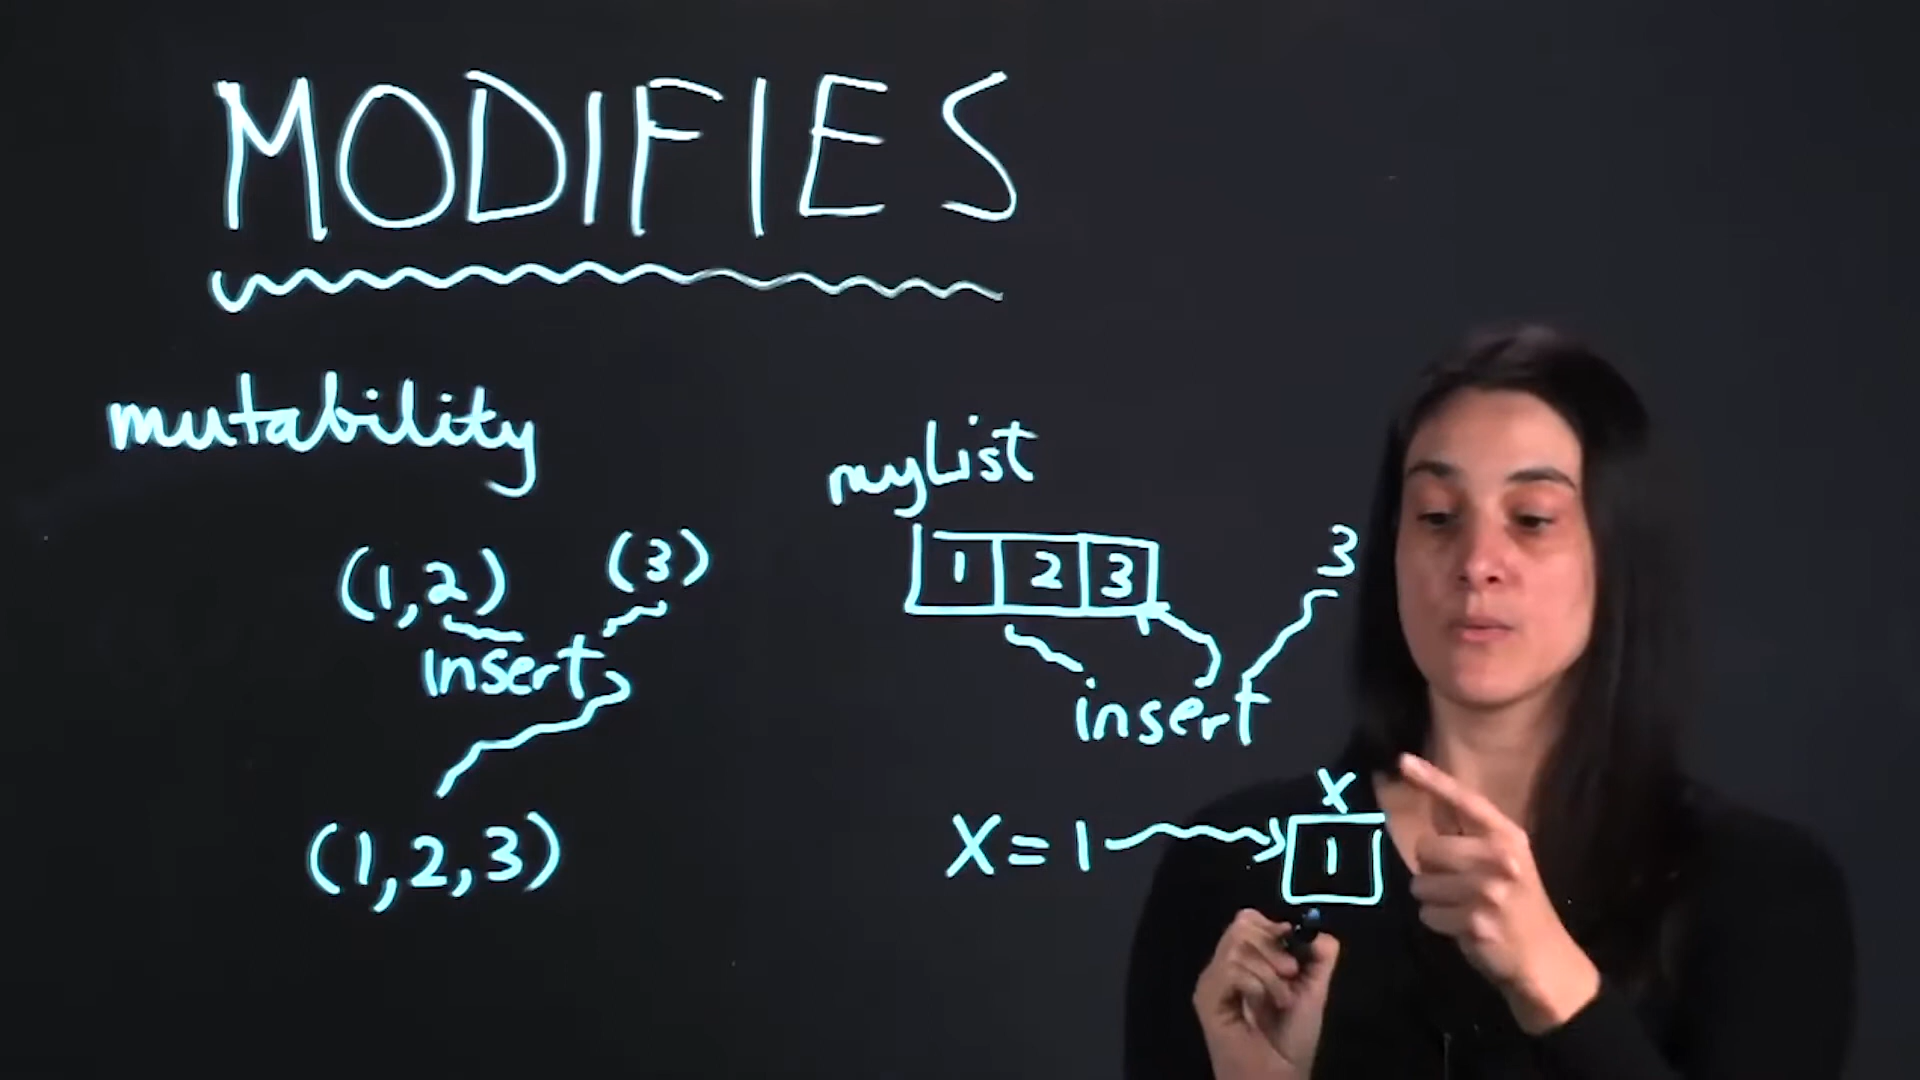 MODIFIES
mutability
(1,2) (3)
insert
(1,2,3)
myList
1 2 3
3
insert
X
X=1
1